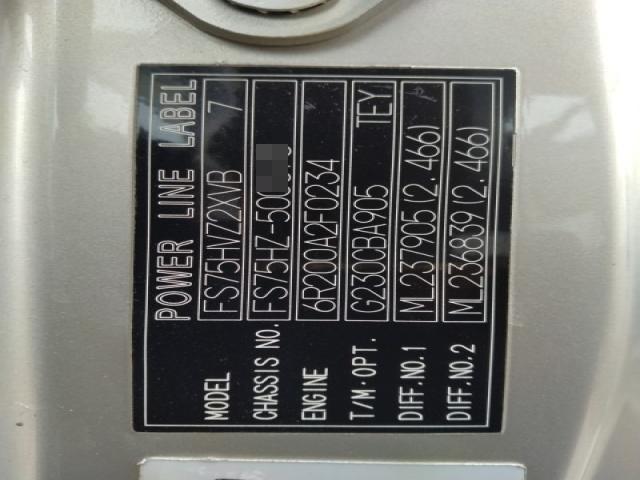 POWER LINE LABEL
MODEL FS75HVZ2XVB 7
CHASSIS NO. FS75HZ-500
ENGINE 6R200A2F0234
T/M·OPT. G230CBA905 TEY
DIFF.NO.1 ML237905(2.466)
DIFF.NO.2 ML236839(2.466)